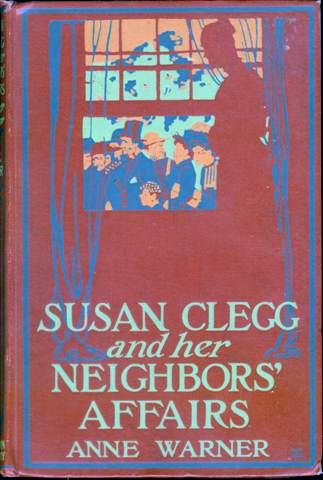 SUSAN CLEGG
and her
NEIGHBORS'
AFFAIRS
ANNE WARNER